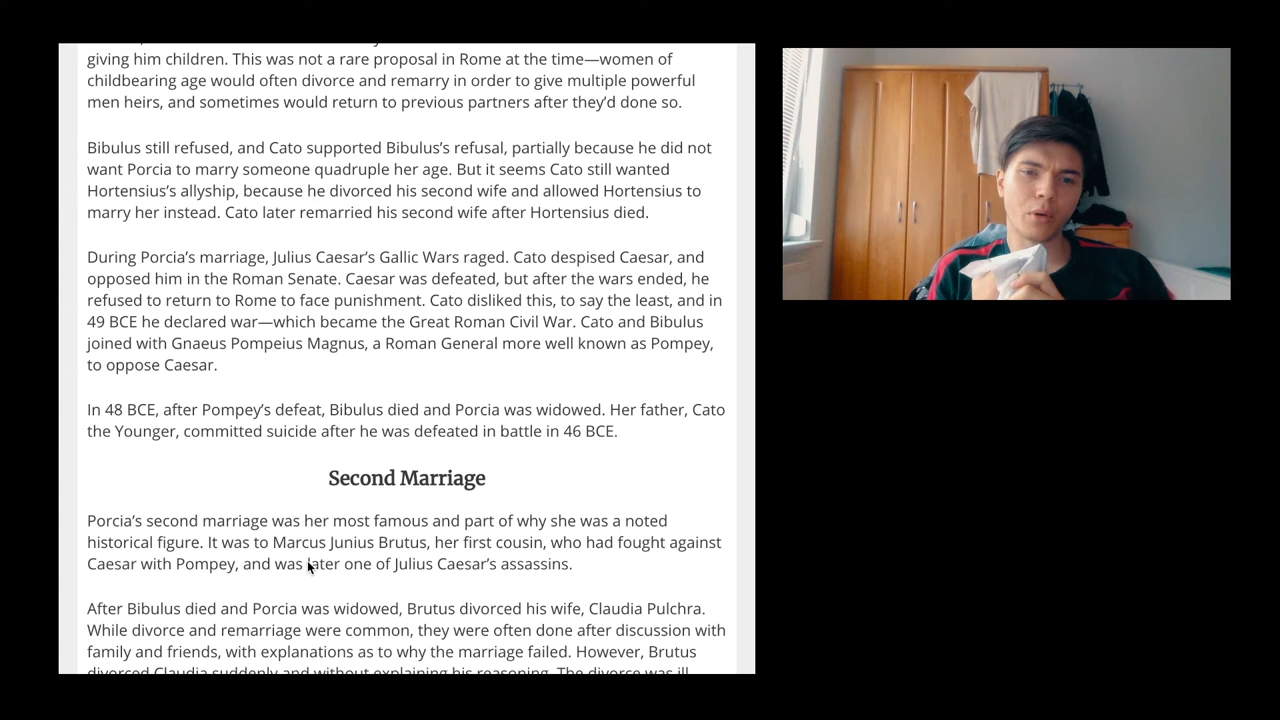 giving him children. This was not a rare proposal in Rome at the time—women of
childbearing age would often divorce and remarry in order to give multiple powerful
men heirs, and sometimes would return to previous partners after they’d done so.
Bibulus still refused, and Cato supported Bibulus’s refusal, partially because he did not
want Porcia to marry someone quadruple her age. But it seems Cato still wanted
Hortensius’s allyship, because he divorced his second wife and allowed Hortensius to
marry her instead. Cato later remarried his second wife after Hortensius died.
During Porcia’s marriage, Julius Caesar’s Gallic Wars raged. Cato despised Caesar, and
opposed him in the Roman Senate. Caesar was defeated, but after the wars ended, he
refused to return to Rome to face punishment. Cato disliked this, to say the least, and in
49 BCE he declared war—which became the Great Roman Civil War. Cato and Bibulus
joined with Gnaeus Pompeius Magnus, a Roman General more well known as Pompey,
to oppose Caesar.
In 48 BCE, after Pompey’s defeat, Bibulus died and Porcia was widowed. Her father, Cato
the Younger, committed suicide after he was defeated in battle in 46 BCE.
Second Marriage
Porcia’s second marriage was her most famous and part of why she was a noted
historical figure. It was to Marcus Junius Brutus, her first cousin, who had fought against
Caesar with Pompey, and was later one of Julius Caesar’s assassins.
After Bibulus died and Porcia was widowed, Brutus divorced his wife, Claudia Pulchra.
While divorce and remarriage were common, they were often done after discussion with
family and friends, with explanations as to why the marriage failed. However, Brutus
divorced Claudia suddenly and without explaining his reasoning. The divorce was ill